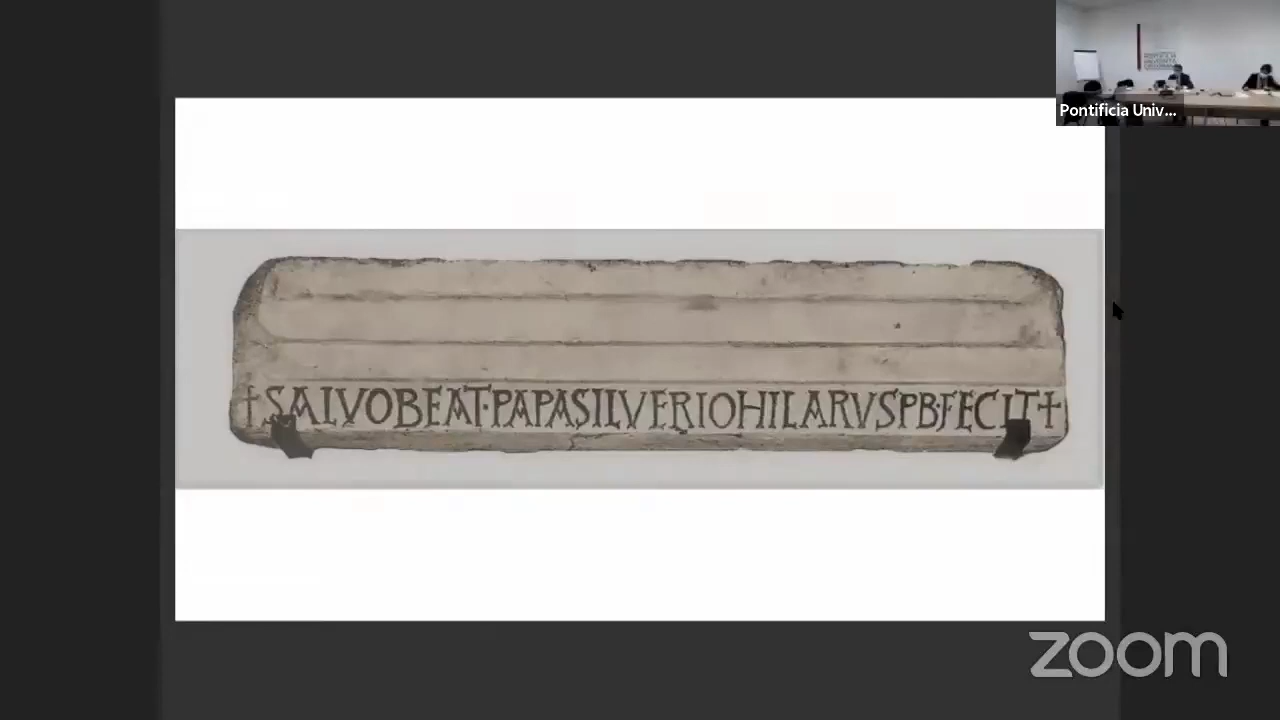 Pontificia Univ...
† SALVOBEAT·PAPASILVERIOHILARVSPB·FECIT †
zoom